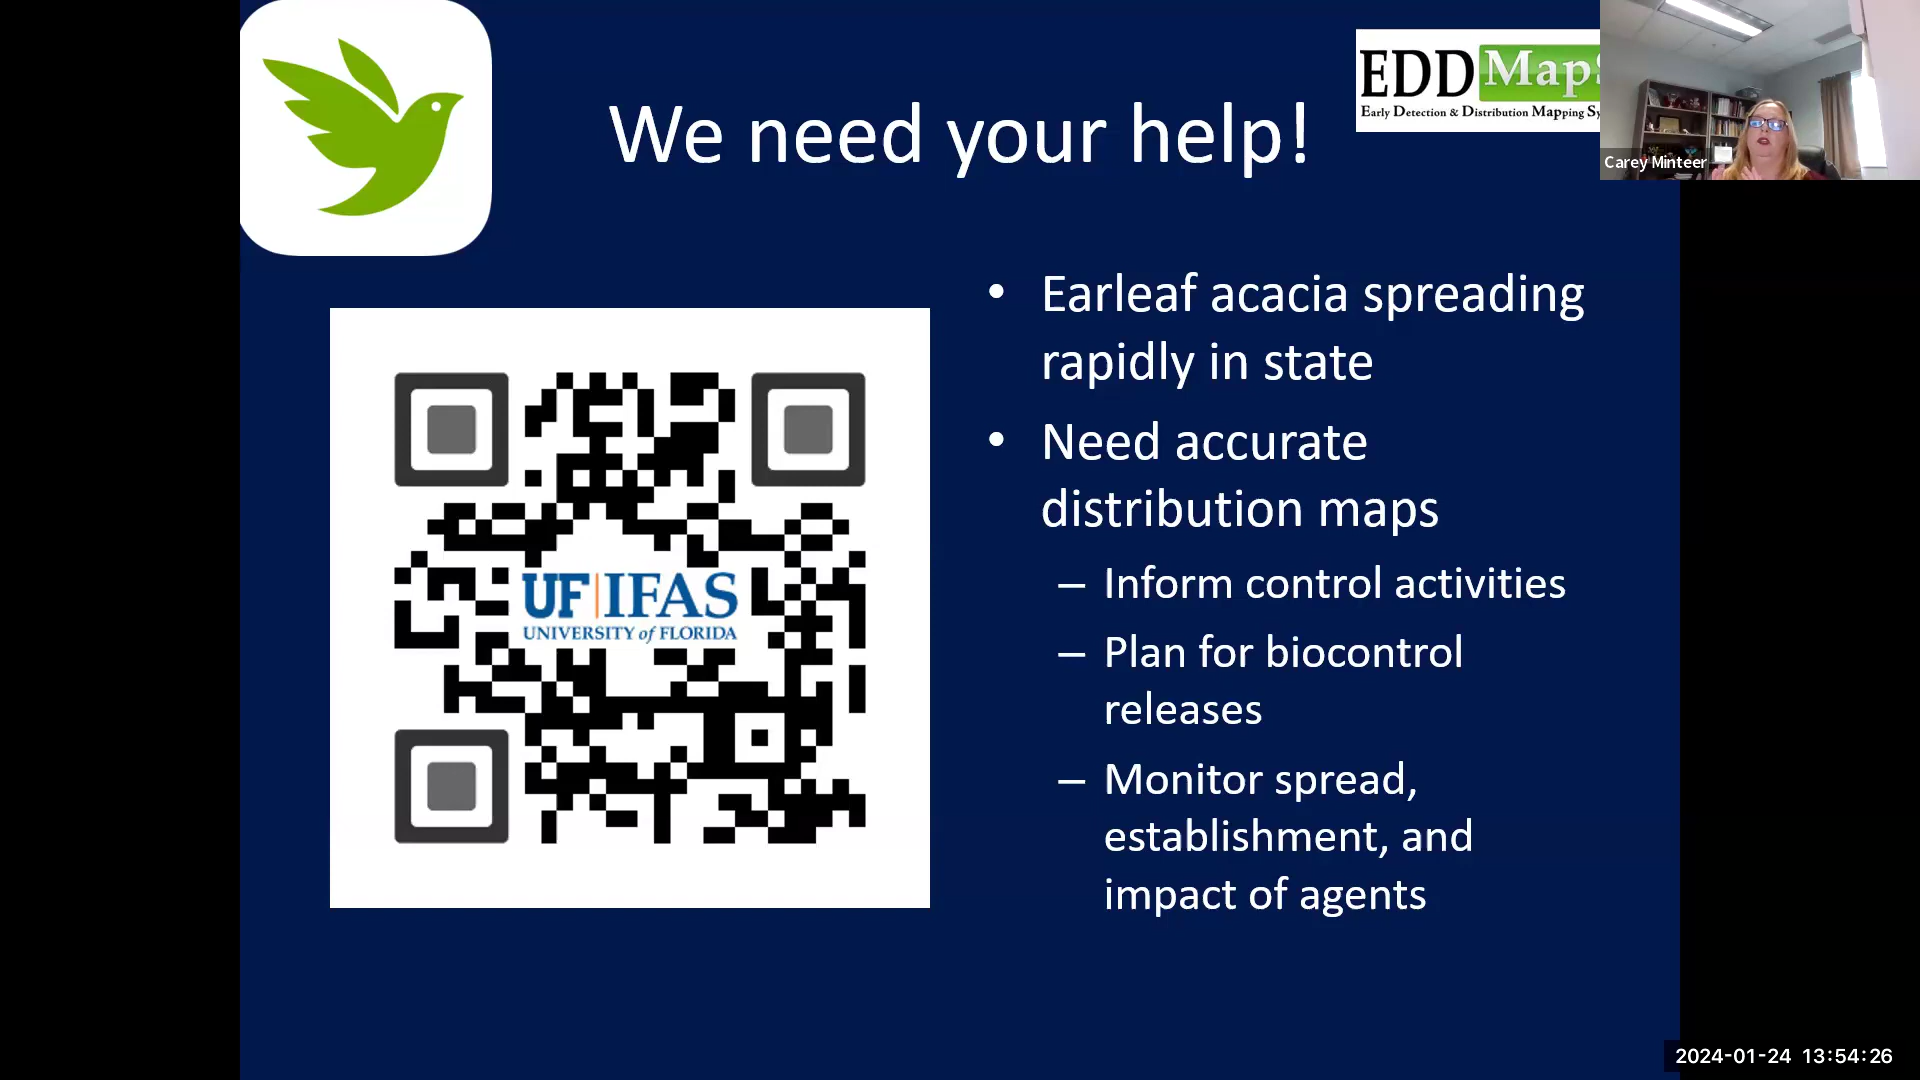 We need your help!
EDDMaps
Early Detection & Distribution Mapping Sy
Carey Minteer
• Earleaf acacia spreading
rapidly in state
• Need accurate
distribution maps
– Inform control activities
– Plan for biocontrol
releases
– Monitor spread,
establishment, and
impact of agents
UF|IFAS
UNIVERSITY of FLORIDA
2024-01-24 13:54:26